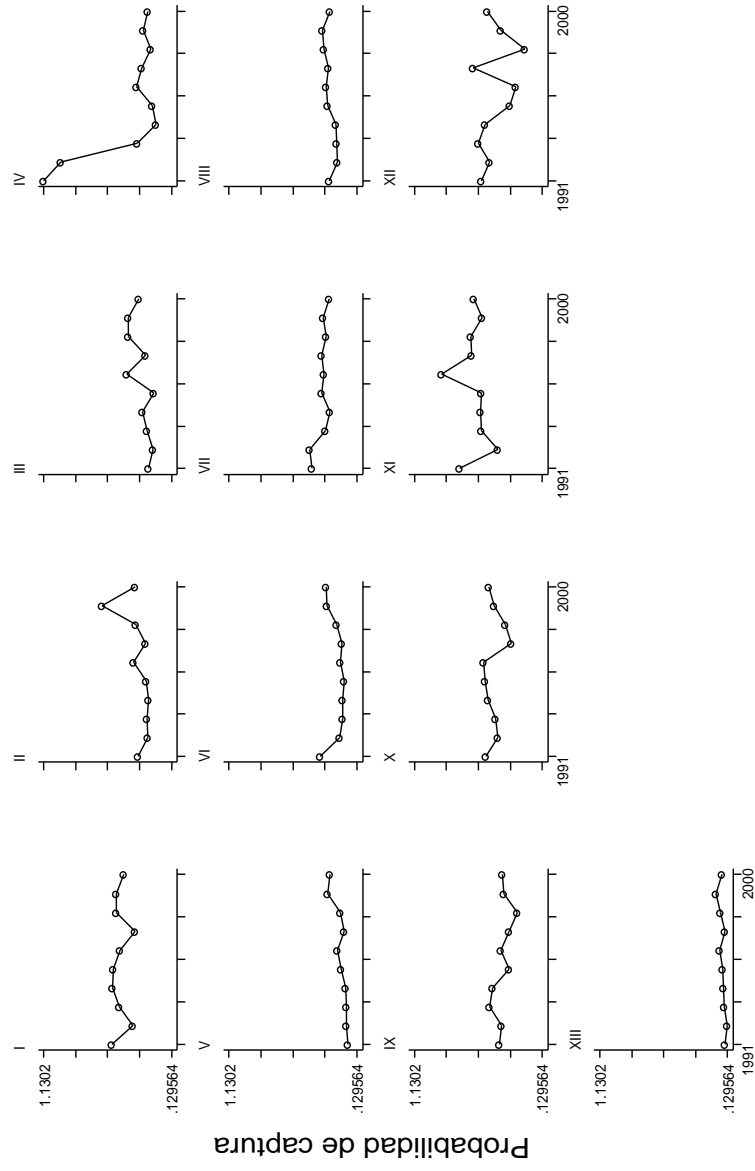 Probabilidad de captura
I II III IV
1.1302
.129564
V VI VII VIII
1.1302
.129564
IX X XI XII
1.1302
.129564
1991 2000 1991 2000 1991 2000
XIII
1.1302
.129564
1991 2000